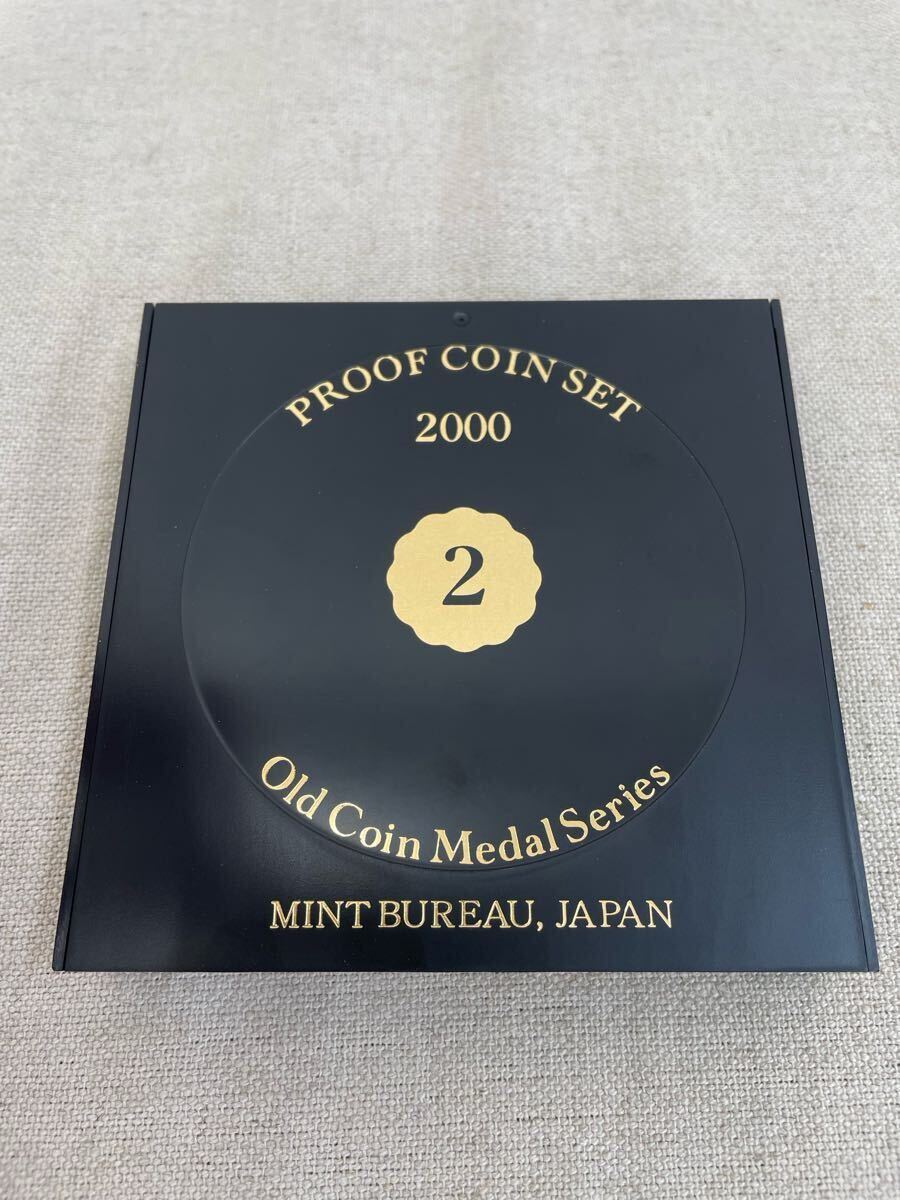 PROOF COIN SET
2000
2
Old Coin Medal Series
MINT BUREAU, JAPAN